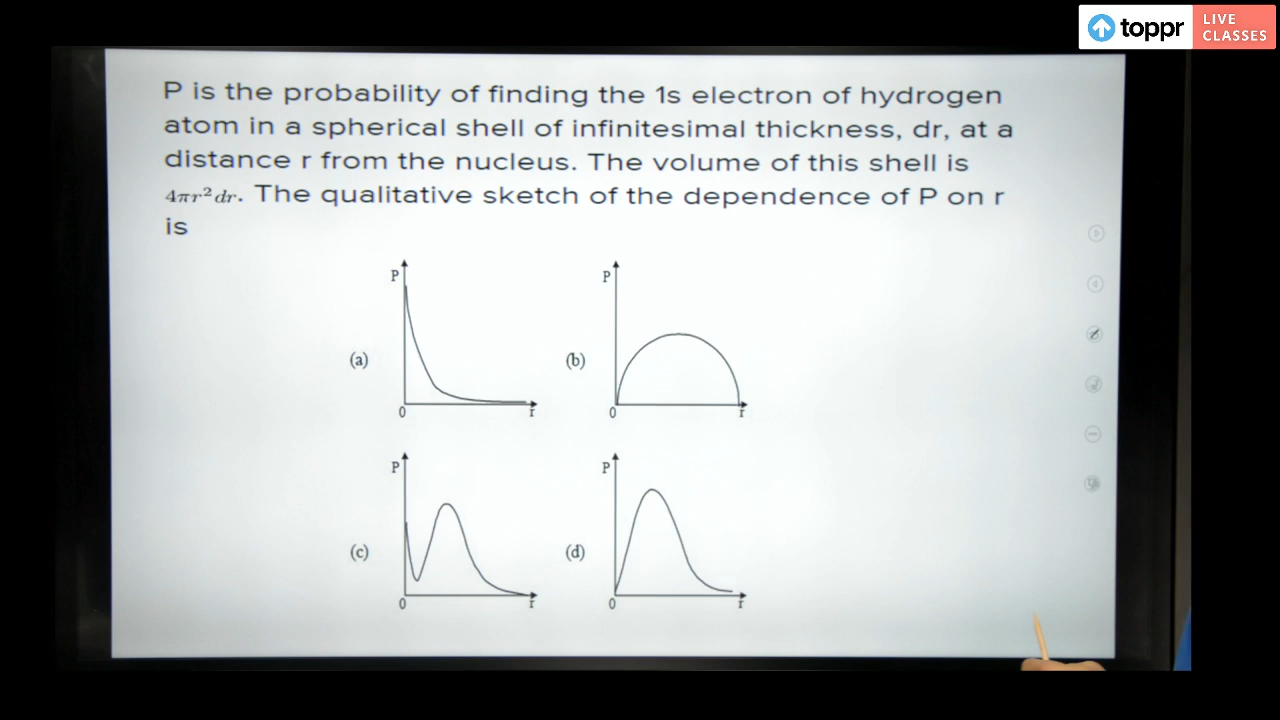 toppr LIVE CLASSES
P is the probability of finding the 1s electron of hydrogen
atom in a spherical shell of infinitesimal thickness, dr, at a
distance r from the nucleus. The volume of this shell is
4πr²dr. The qualitative sketch of the dependence of P on r
is
P
P
(a)
(b)
0
r
0
r
P
P
(c)
(d)
0
r
0
r